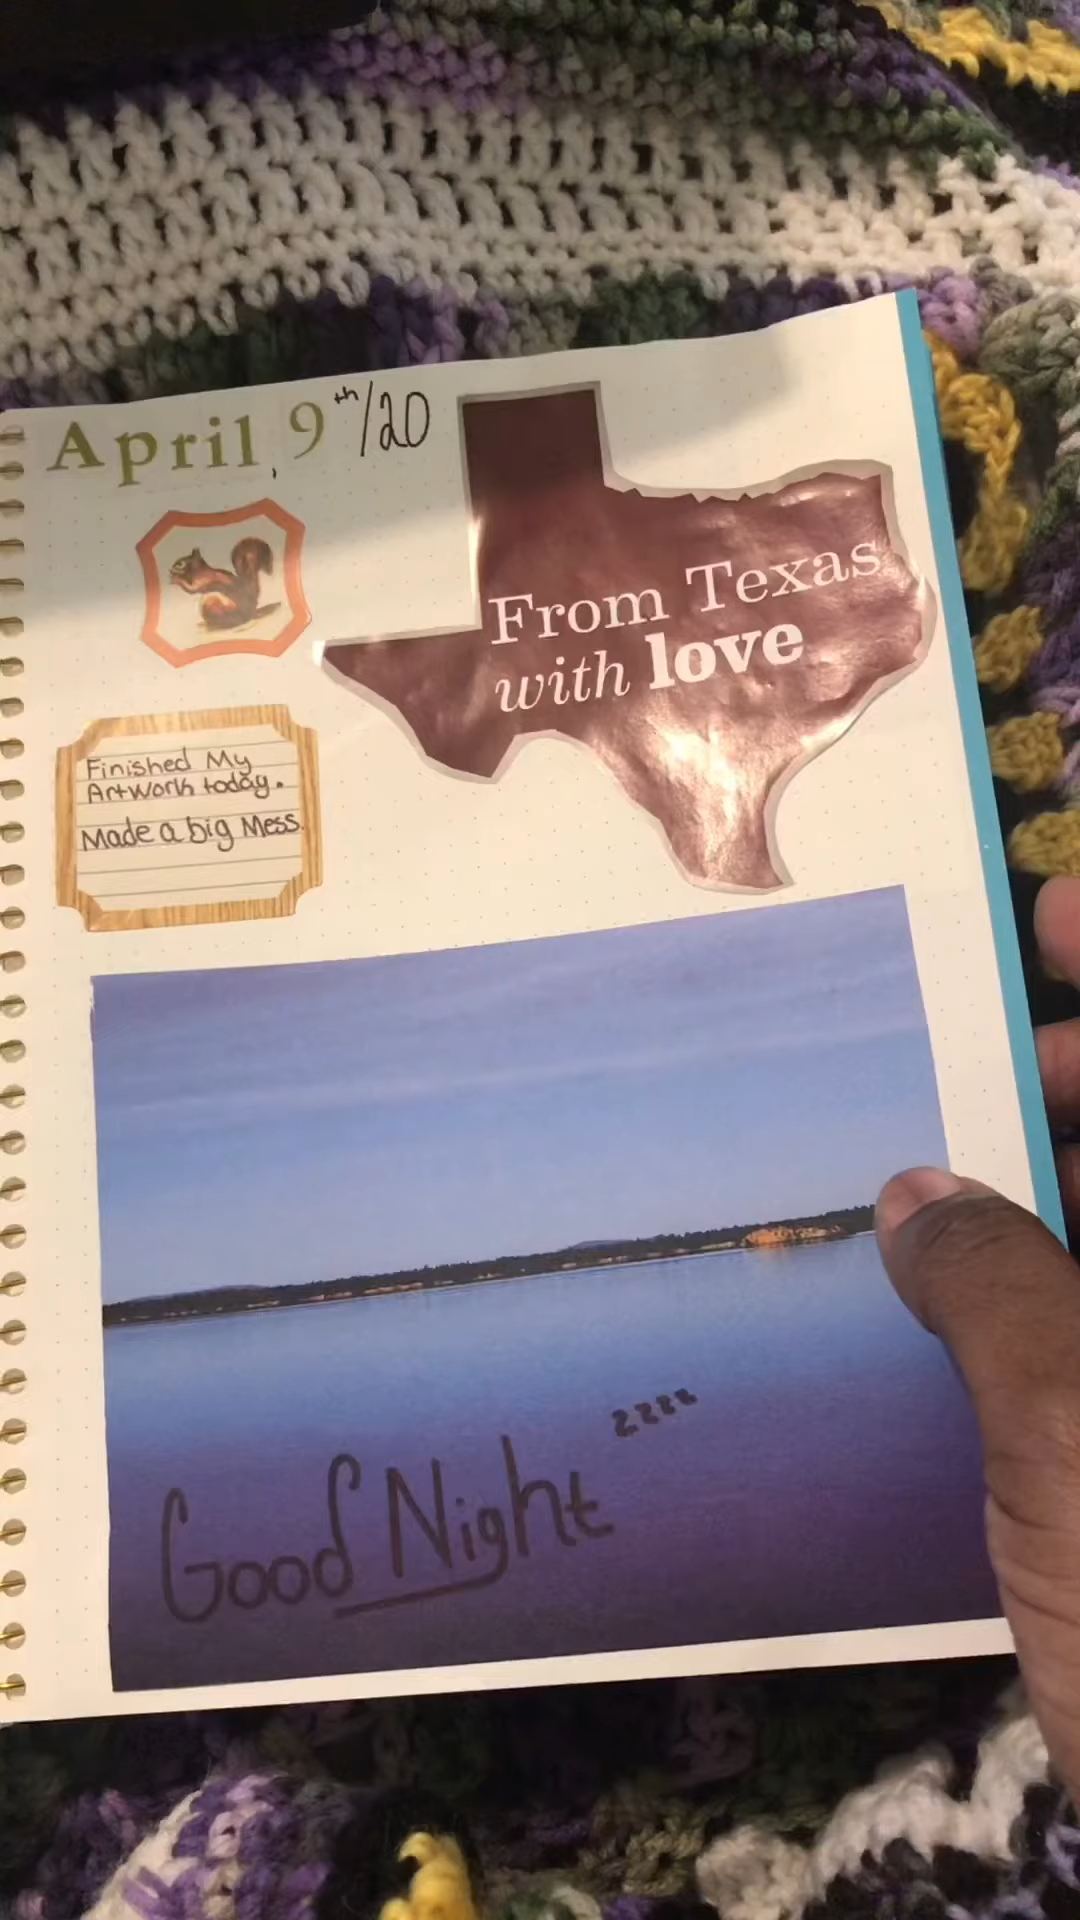 April, 9th/20
From Texas
with love
Finished My
Artwork today.
Made a big Mess.
zzzz
Good Night